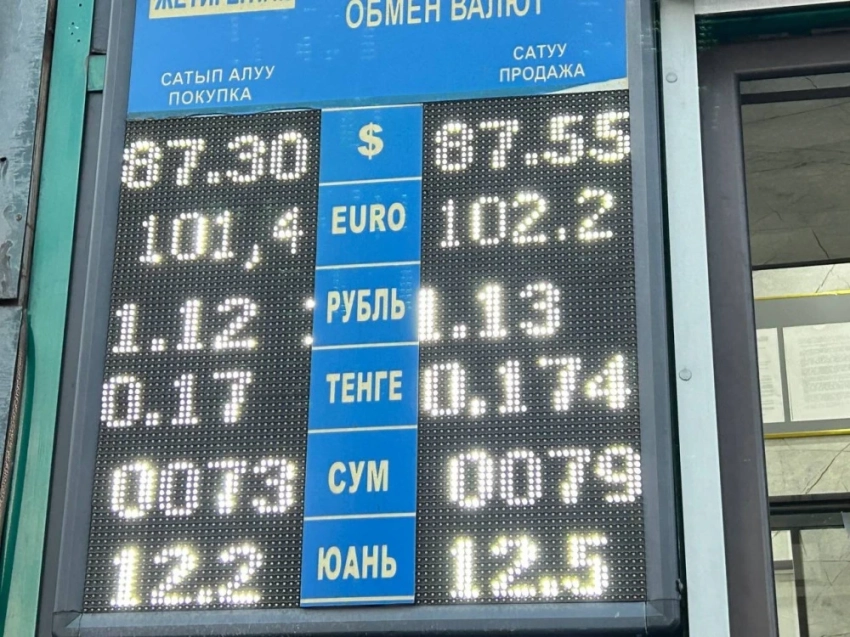 ОБМЕН ВАЛЮТ
САТЫП АЛУУ
ПОКУПКА
САТУУ
ПРОДАЖА
87.30 $ 87.55
101,4 EURO 102.2
1.12 РУБЛЬ 1.13
0.17 ТЕНГЕ 0.174
0073 СУМ 0079
12.2 ЮАНЬ 12.5